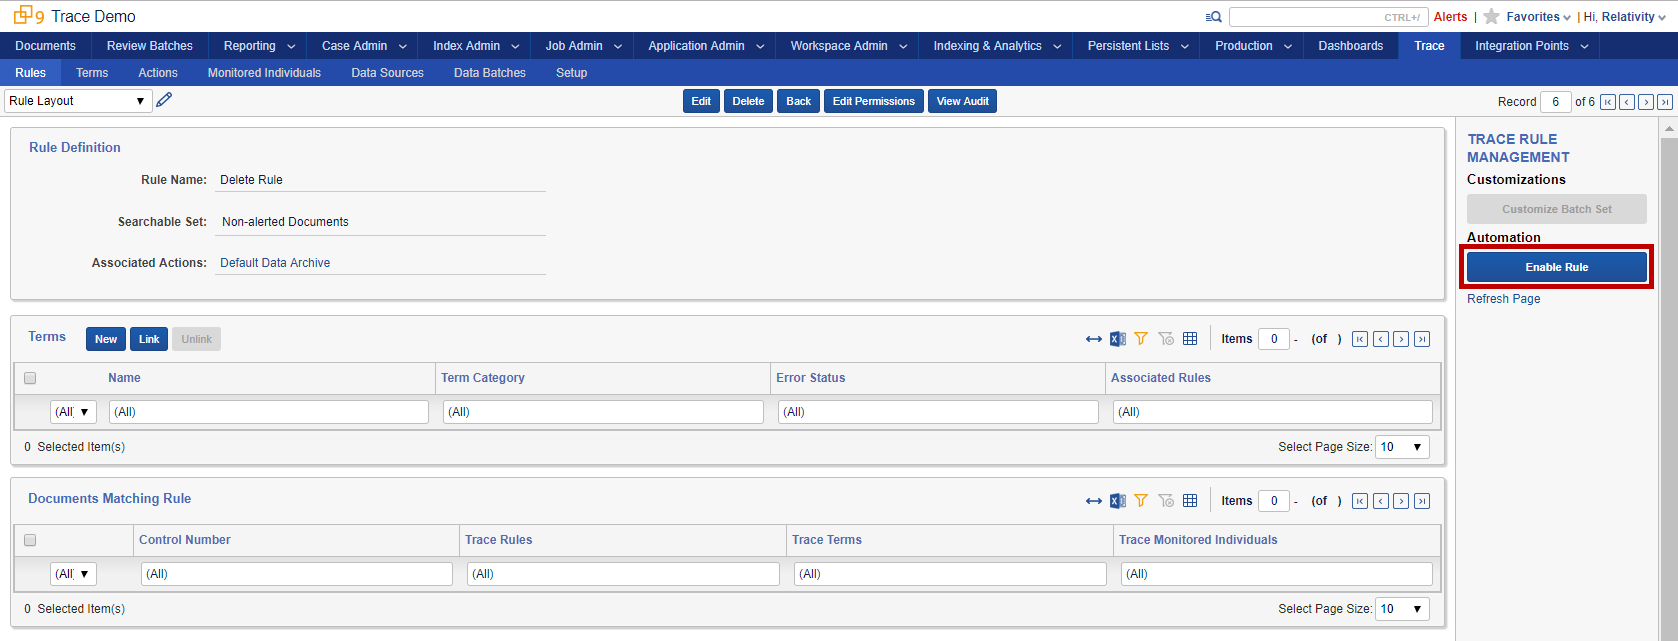 9 Trace Demo
CTRL+/ Alerts | Favorites | Hi, Relativity
Documents Review Batches Reporting Case Admin Index Admin Job Admin Application Admin Workspace Admin Indexing & Analytics Persistent Lists Production Dashboards Trace Integration Points
Rules Terms Actions Monitored Individuals Data Sources Data Batches Setup
Rule Layout Edit Delete Back Edit Permissions View Audit Record 6 of 6
Rule Definition
Rule Name: Delete Rule
Searchable Set: Non-alerted Documents
Associated Actions: Default Data Archive
TRACE RULE
MANAGEMENT
Customizations
Customize Batch Set
Automation
Enable Rule
Refresh Page
Terms New Link Unlink Items 0 - (of )
Name Term Category Error Status Associated Rules
(All) (All) (All) (All) (All)
0 Selected Item(s) Select Page Size: 10
Documents Matching Rule Items 0 - (of )
Control Number Trace Rules Trace Terms Trace Monitored Individuals
(All) (All) (All) (All) (All)
0 Selected Item(s) Select Page Size: 10